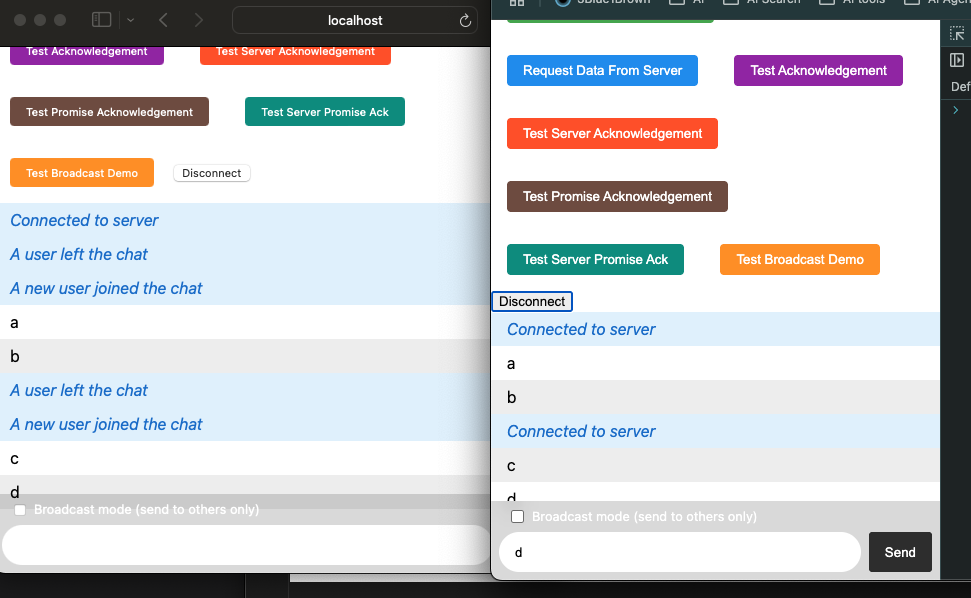 localhost
Test Acknowledgement
Test Server Acknowledgement
Test Promise Acknowledgement
Test Server Promise Ack
Test Broadcast Demo
Disconnect
Connected to server
A user left the chat
A new user joined the chat
a
b
A user left the chat
A new user joined the chat
c
d
Broadcast mode (send to others only)
3Blue1Brown
AI
AI Search
AI tools
AI Agen
Request Data From Server
Test Acknowledgement
Test Server Acknowledgement
Test Promise Acknowledgement
Test Server Promise Ack
Test Broadcast Demo
Disconnect
Connected to server
a
b
Connected to server
c
d
Broadcast mode (send to others only)
d
Send
Def